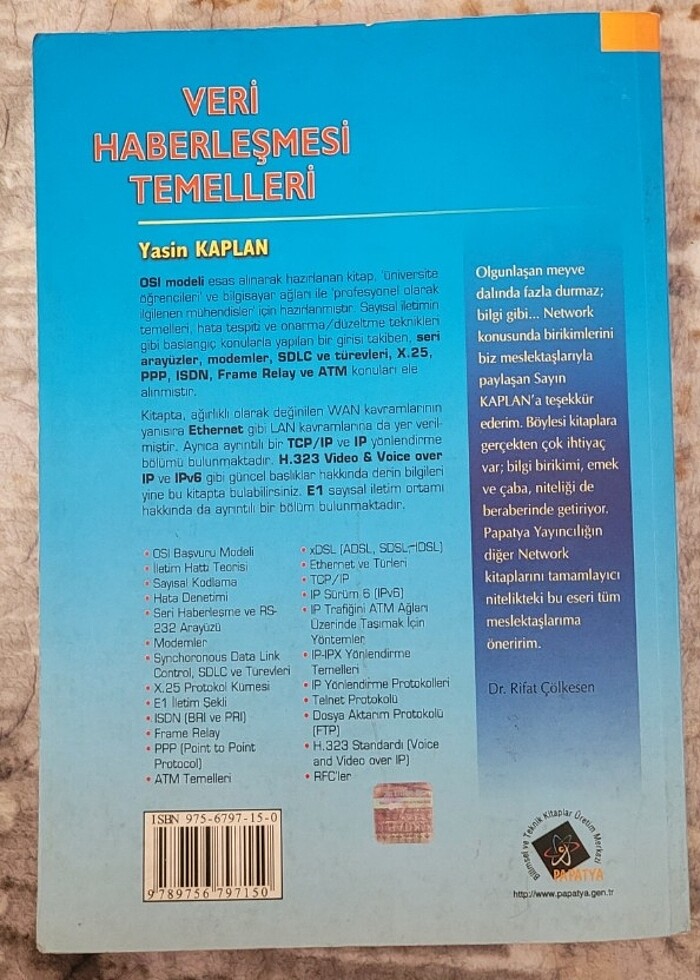 VERİ
HABERLEŞMESİ
TEMELLERİ
Yasin KAPLAN
OSI modeli esas alınarak hazırlanan kitap, 'üniversite
öğrencileri' ve bilgisayar ağları ile 'profesyonel olarak
ilgilenen mühendisler' için hazırlanmıştır. Sayısal iletimin
temelleri, hata tespiti ve onarma/düzeltme teknikleri
gibi başlangıç konularla yapılan bir girişi takiben, seri
arayüzler, modemler, SDLC ve türevleri, X.25,
PPP, ISDN, Frame Relay ve ATM konuları ele
alınmıştır.
Kitapta, ağırlıklı olarak değinilen WAN kavramlarının
yanısıra Ethernet gibi LAN kavramlarına da yer veril-
miştir. Ayrıca ayrıntılı bir TCP/IP ve IP yönlendirme
bölümü bulunmaktadır. H.323 Video & Voice over
IP ve IPv6 gibi güncel başlıklar hakkında derin bilgileri
yine bu kitapta bulabilirsiniz. E1 sayısal iletim ortamı
hakkında da ayrıntılı bir bölüm bulunmaktadır.
• OSI Başvuru Modeli
• İletim Hattı Teorisi
• Sayısal Kodlama
• Hata Denetimi
• Seri Haberleşme ve RS-
232 Arayüzü
• Modemler
• Synchoronous Data Link
Control, SDLC ve Türevleri
• X.25 Protokol Kümesi
• E1 İletim Şekli
• ISDN (BRI ve PRI)
• Frame Relay
• PPP (Point to Point
Protocol)
• ATM Temelleri
• xDSL (ADSL, SDSL, IDSL)
• Ethernet ve Türleri
• TCP/IP
• IP Sürüm 6 (IPv6)
• IP Trafiğini ATM Ağları
Üzerinde Taşımak İçin
Yöntemler
• IP-IPX Yönlendirme
Temelleri
• IP Yönlendirme Protokolleri
• Telnet Protokolü
• Dosya Aktarım Protokolü
(FTP)
• H.323 Standardı (Voice
and Video over IP)
• RFC'ler
Olgunlaşan meyve
dalında fazla durmaz;
bilgi gibi... Network
konusunda birikimlerini
biz meslektaşlarıyla
paylaşan Sayın
KAPLAN'a teşekkür
ederim. Böylesi kitaplara
gerçekten çok ihtiyaç
var; bilgi birikimi, emek
ve çaba, niteliği de
beraberinde getiriyor.
Papatya Yayıncılığın
diğer Network
kitaplarını tamamlayıcı
nitelikteki bu eseri tüm
meslektaşlarıma
öneririm.
Dr. Rifat Çölkesen
ISBN 975-6797-15-0
9789756797150
Bilimsel ve Teknik Kitaplar Üretim Merkezi
PAPATYA
http://www.papatya.gen.tr